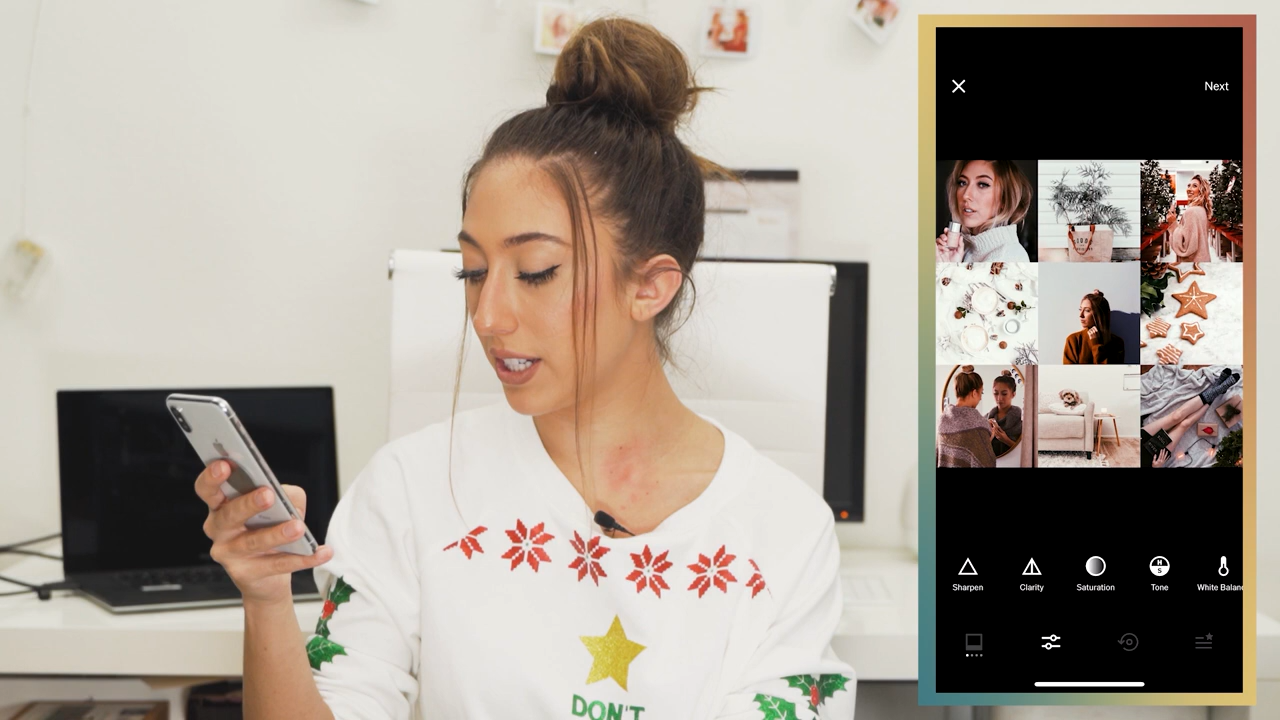 DON'T
Next
Sharpen
Clarity
Saturation
H
S
Tone
White Balanc